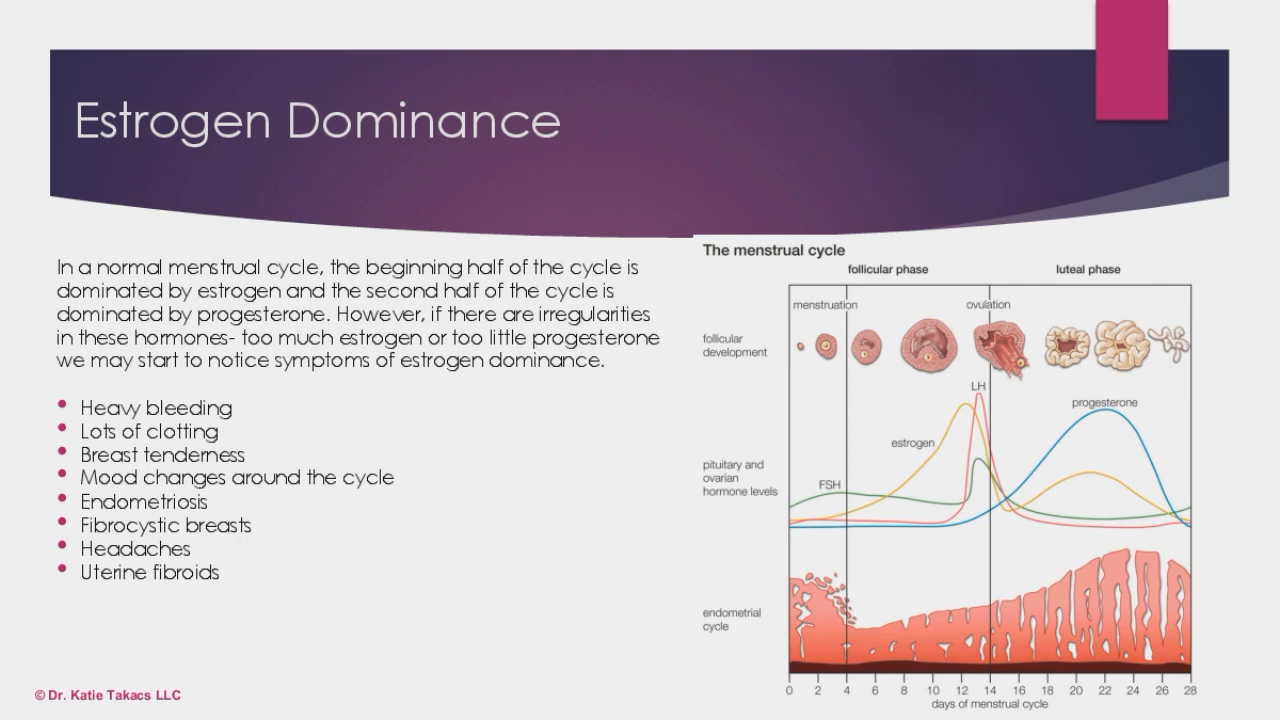 Estrogen Dominance
In a normal menstrual cycle, the beginning half of the cycle is
dominated by estrogen and the second half of the cycle is
dominated by progesterone. However, if there are irregularities
in these hormones- too much estrogen or too little progesterone
we may start to notice symptoms of estrogen dominance.
• Heavy bleeding
• Lots of clotting
• Breast tenderness
• Mood changes around the cycle
• Endometriosis
• Fibrocystic breasts
• Headaches
• Uterine fibroids
© Dr. Katie Takacs LLC
The menstrual cycle
follicular phase luteal phase
menstruation ovulation
follicular
development
LH
progesterone
estrogen
pituitary and
ovarian
hormone levels
FSH
endometrial
cycle
0 2 4 6 8 10 12 14 16 18 20 22 24 26 28
days of menstrual cycle